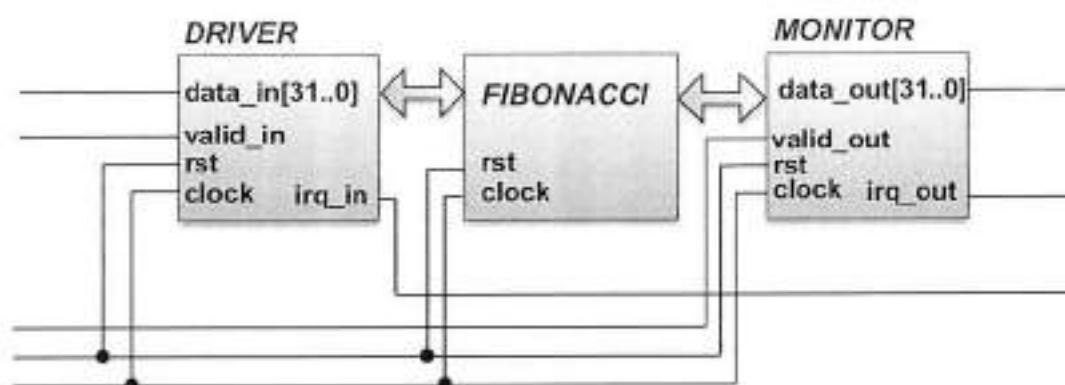 DRIVER
data_in[31..0]
valid_in
rst
clock
irq_in
FIBONACCI
rst
clock
MONITOR
data_out[31..0]
valid_out
rst
clock
irq_out